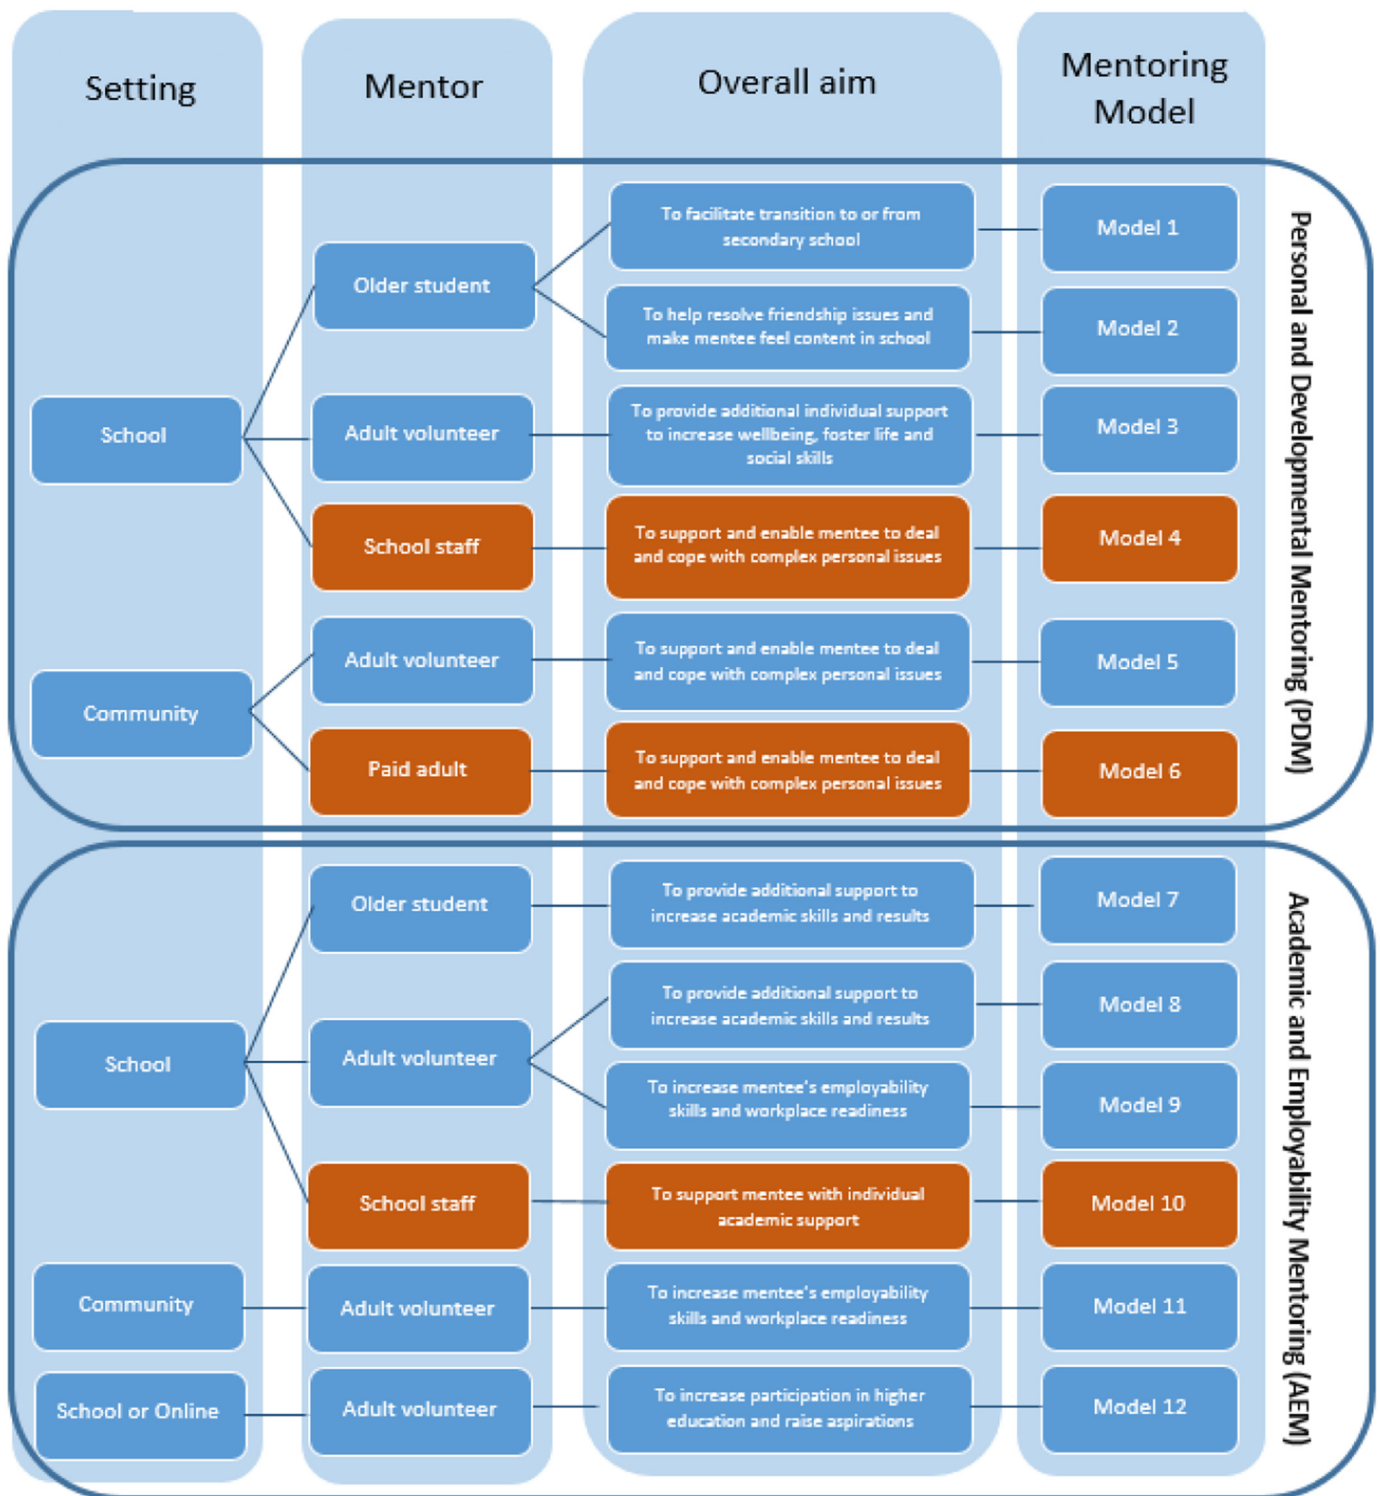 Setting
Mentor
Overall aim
Mentoring
Model
Personal and Developmental Mentoring (PDM)
School
Older student
To facilitate transition to or from
secondary school
Model 1
To help resolve friendship issues and
make mentee feel content in school
Model 2
Adult volunteer
To provide additional individual support
to increase wellbeing, foster life and
social skills
Model 3
School staff
To support and enable mentee to deal
and cope with complex personal issues
Model 4
Community
Adult volunteer
To support and enable mentee to deal
and cope with complex personal issues
Model 5
Paid adult
To support and enable mentee to deal
and cope with complex personal issues
Model 6
Academic and Employability Mentoring (AEM)
School
Older student
To provide additional support to
increase academic skills and results
Model 7
Adult volunteer
To provide additional support to
increase academic skills and results
Model 8
To increase mentee's employability
skills and workplace readiness
Model 9
School staff
To support mentee with individual
academic support
Model 10
Community
Adult volunteer
To increase mentee's employability
skills and workplace readiness
Model 11
School or Online
Adult volunteer
To increase participation in higher
education and raise aspirations
Model 12